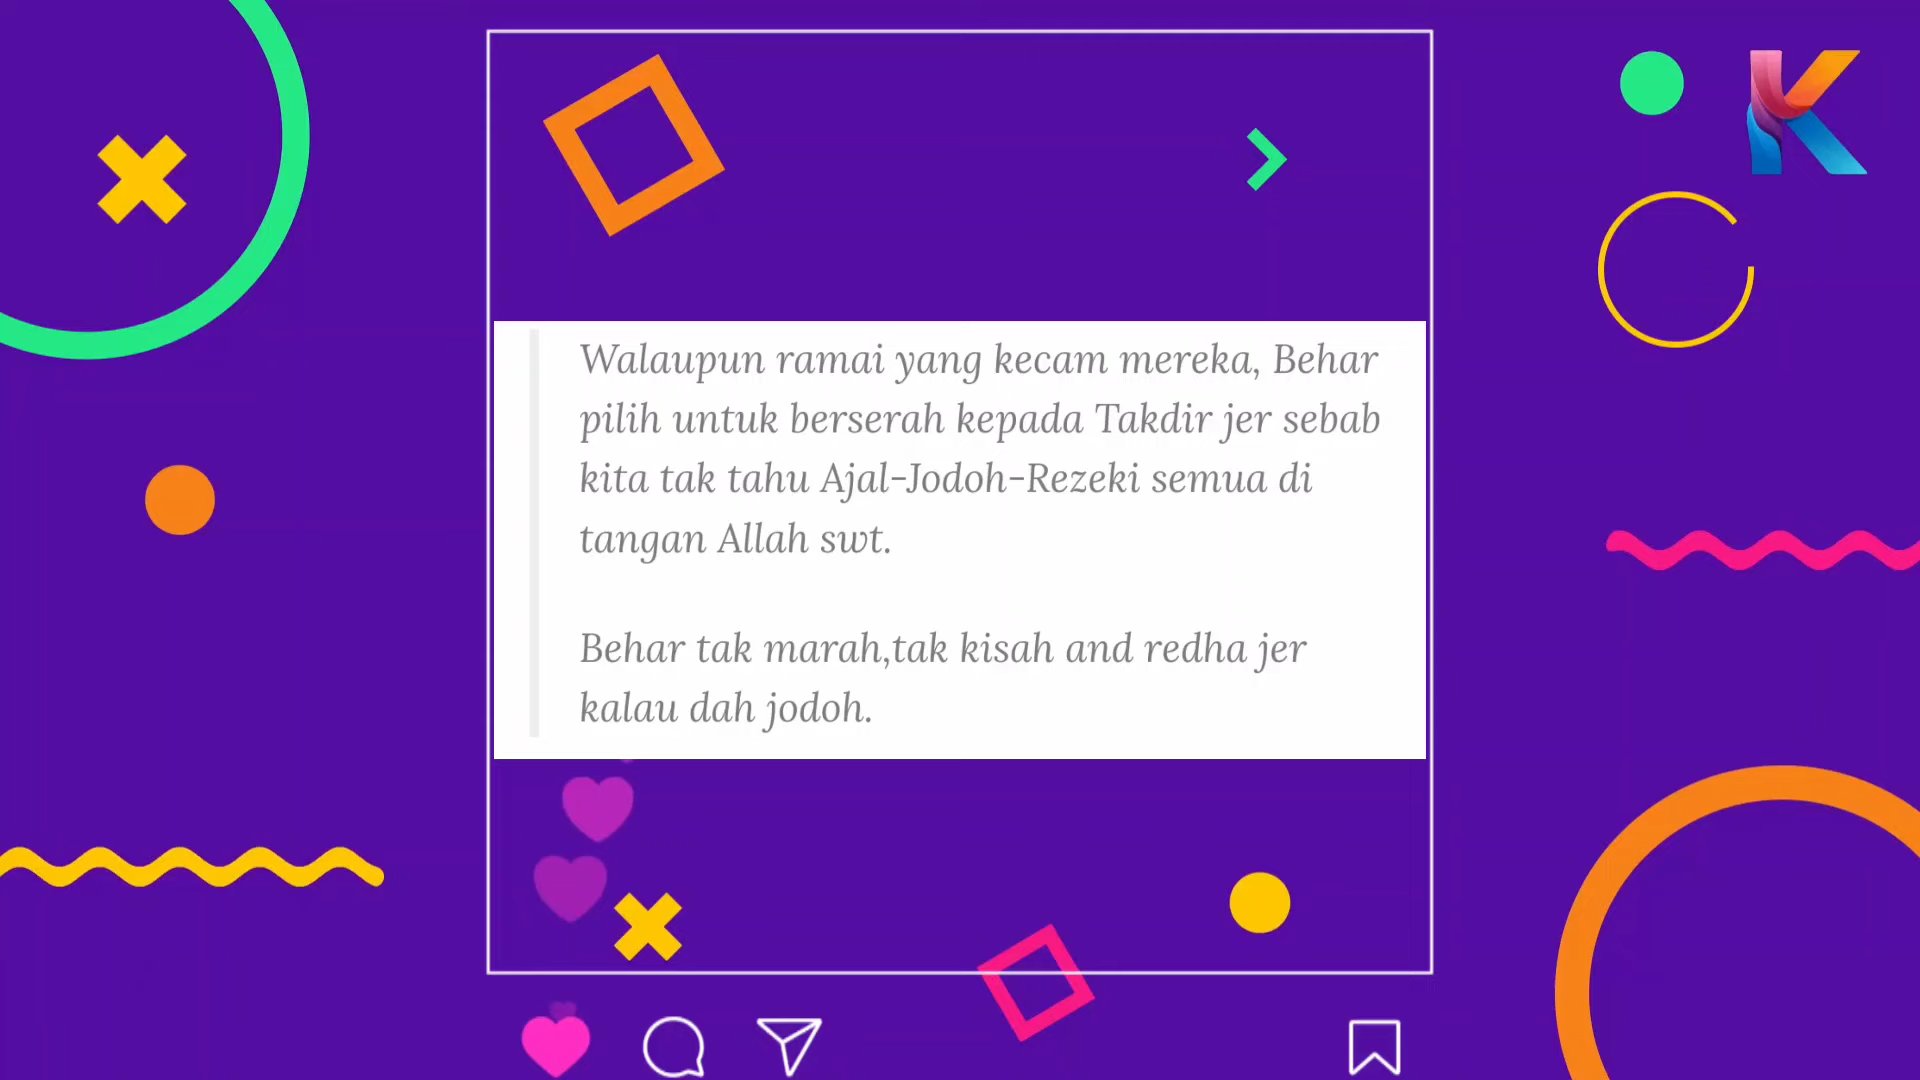 Walaupun ramai yang kecam mereka, Behar
pilih untuk berserah kepada Takdir jer sebab
kita tak tahu Ajal-Jodoh-Rezeki semua di
tangan Allah swt.
Behar tak marah,tak kisah and redha jer
kalau dah jodoh.
K